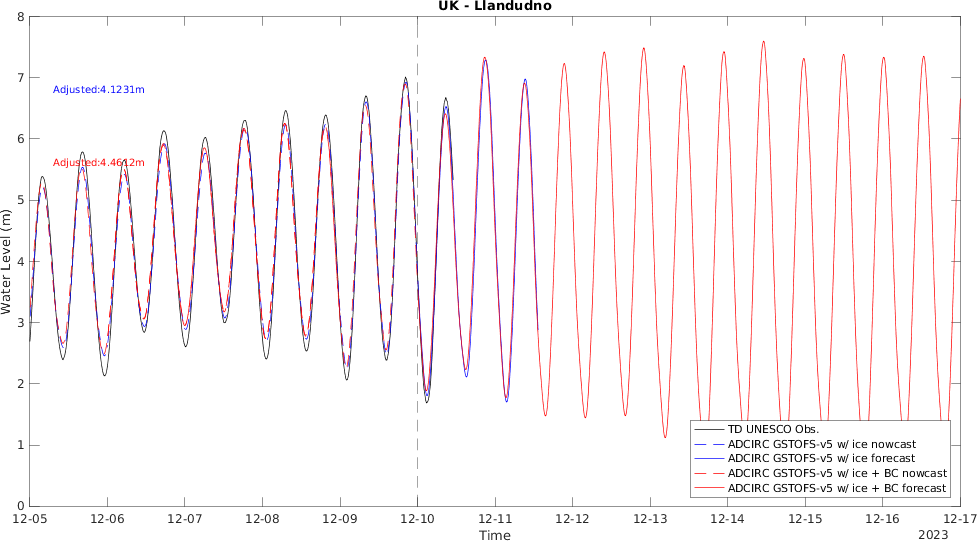 UK - Llandudno
8
7
6
5
4
3
2
1
0
Water Level (m)
Adjusted:4.1231m
Adjusted:4.4612m
TD UNESCO Obs.
ADCIRC GSTOFS-v5 w/ ice nowcast
ADCIRC GSTOFS-v5 w/ ice forecast
ADCIRC GSTOFS-v5 w/ ice + BC nowcast
ADCIRC GSTOFS-v5 w/ ice + BC forecast
12-05 12-06 12-07 12-08 12-09 12-10 12-11 12-12 12-13 12-14 12-15 12-16 12-17
Time
2023